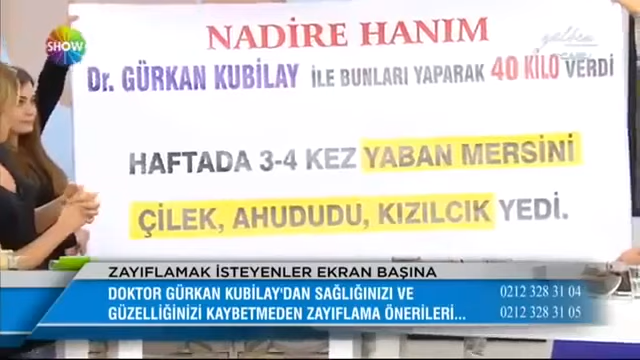 SHOW
NADİRE HANIM
Dr. GÜRKAN KUBİLAY İLE BUNLARI YAPARAK 40 KİLO VERDİ
HAFTADA 3-4 KEZ YABAN MERSİNİ
ÇİLEK, AHUDUDU, KIZILCIK YEDİ.
ZAYIFLAMAK İSTEYENLER EKRAN BAŞINA
DOKTOR GÜRKAN KUBİLAY'DAN SAĞLIĞINIZI VE
GÜZELLİĞİNİZİ KAYBETMEDEN ZAYIFLAMA ÖNERİLERİ...
0212 328 31 04
0212 328 31 05